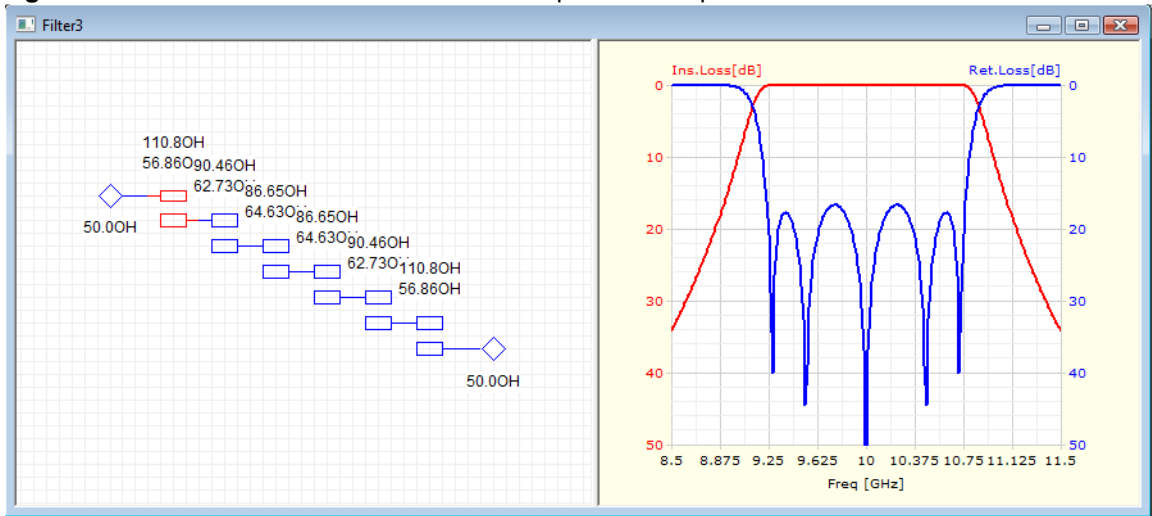 Filter3
110.8OH
56.86O
90.46OH
62.73O
86.65OH
64.63O
86.65OH
64.63O
90.46OH
62.73O
110.8OH
56.86OH
50.0OH
50.0OH
Ins.Loss[dB] Ret.Loss[dB]
0 0
10 10
20 20
30 30
40 40
50 50
8.5 8.875 9.25 9.625 10 10.375 10.75 11.125 11.5
Freq [GHz]